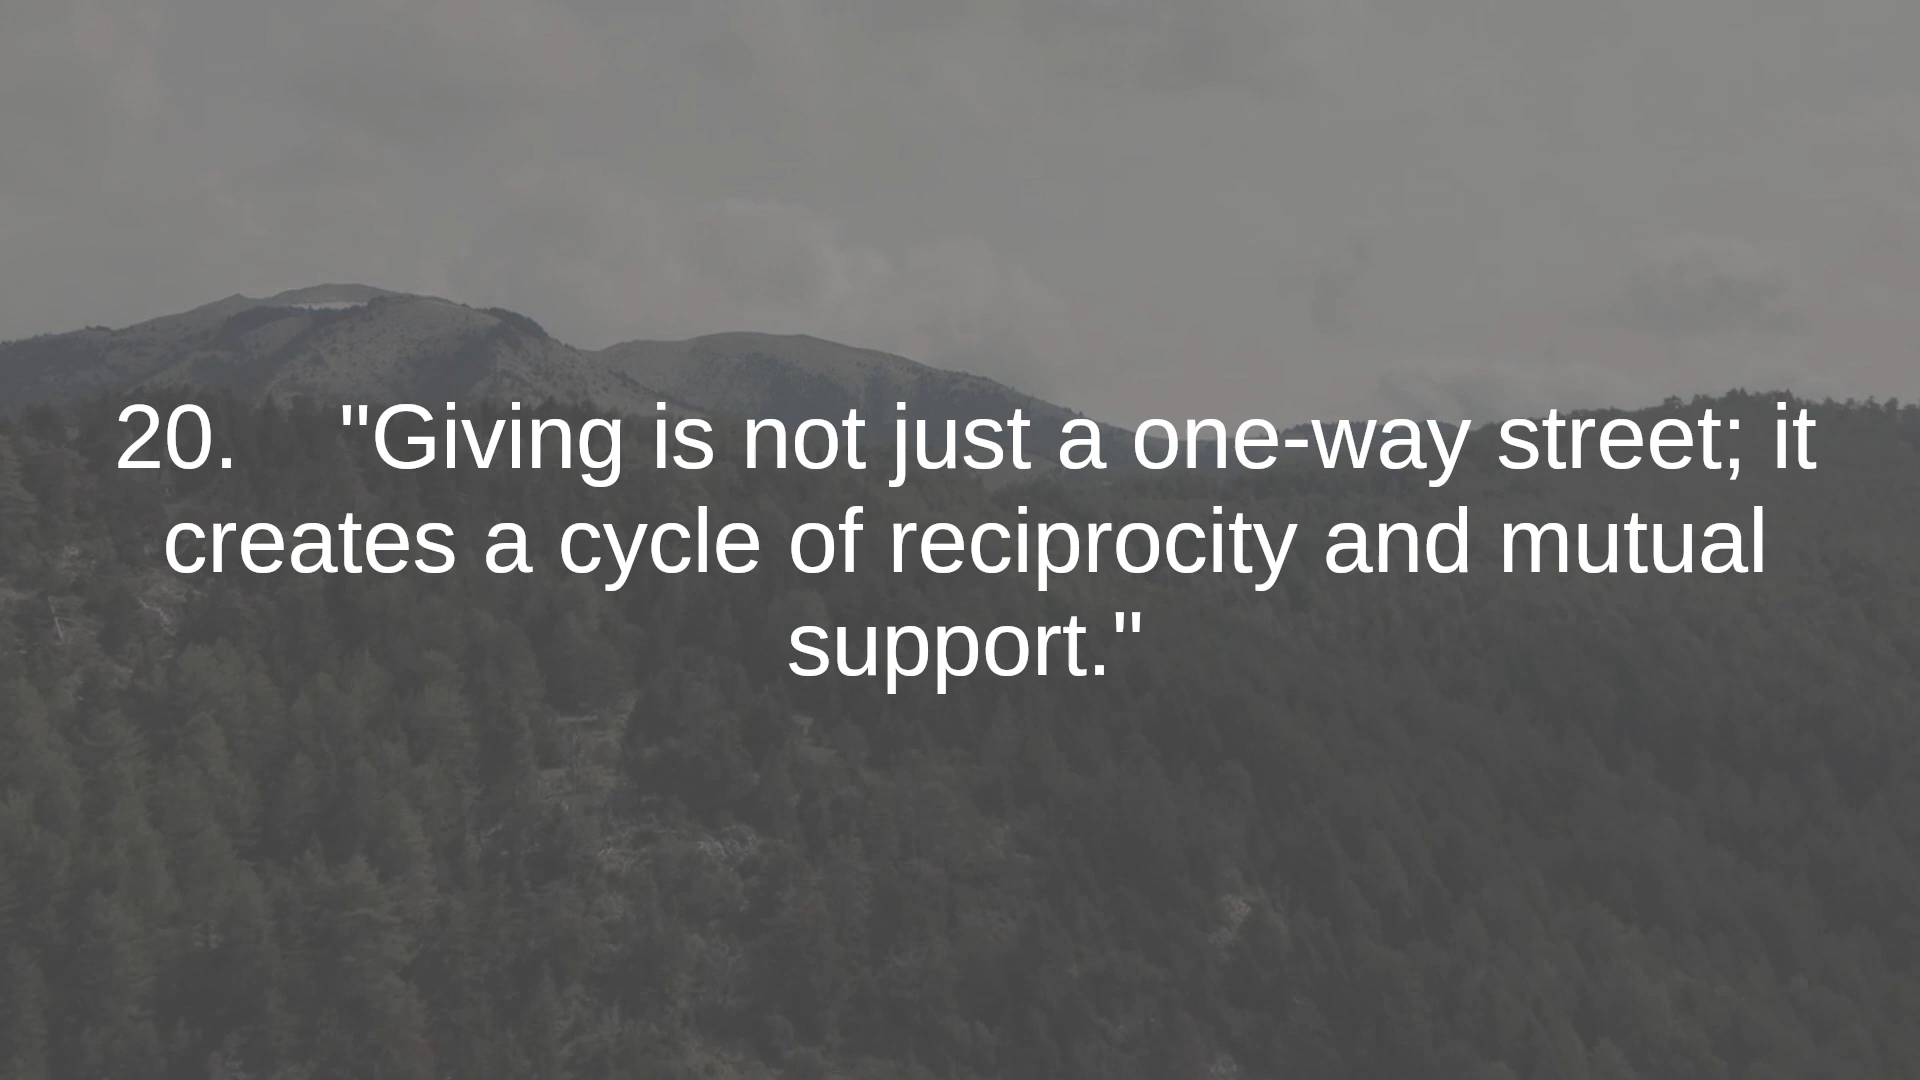 20. "Giving is not just a one-way street; it
creates a cycle of reciprocity and mutual
support."